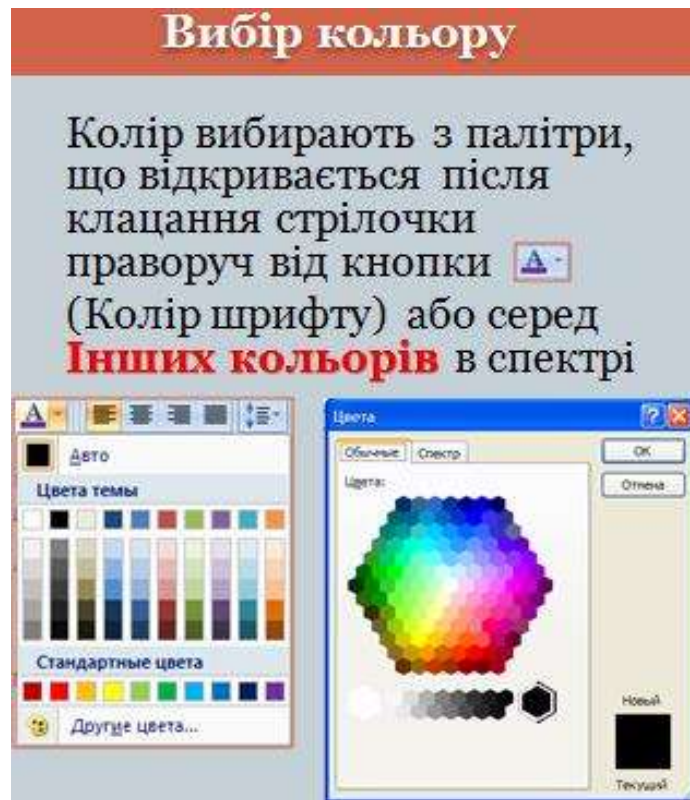 Вибір кольору
Колір вибирають з палітри,
що відкривається після
клацання стрілочки
праворуч від кнопки А
(Колір шрифту) або серед
Інших кольорів в спектрі
А
Авто
Цвета темы
Стандартные цвета
Другие цвета...
Цвета
Обычные Спектр
Цвета:
ОК
Отмена
Новый
Текущий